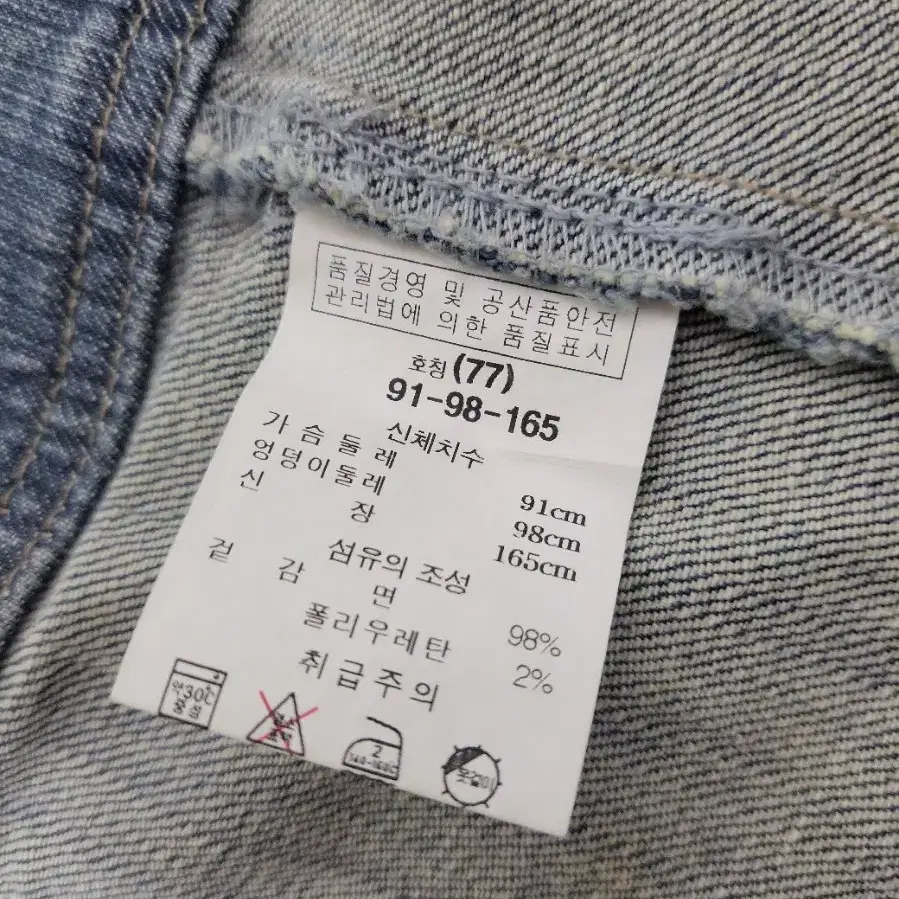 품질경영 및 공산품안전
관리법에 의한 품질표시
호칭 (77)
91-98-165
신체치수
가슴둘레 91cm
엉덩이둘레 98cm
신장 165cm
섬유의 조성
겉감 면 98%
폴리우레탄 2%
취급주의
약30℃
중성
2
옷걸이